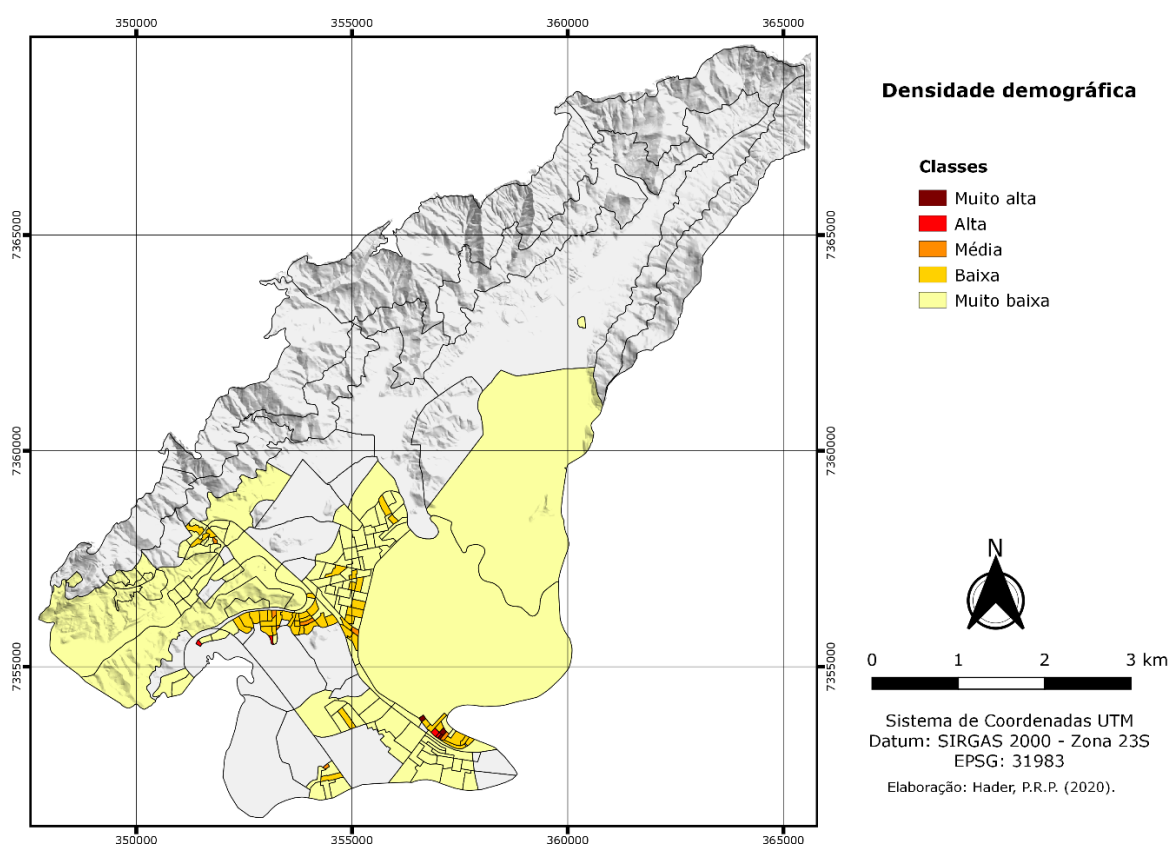 350000
355000
360000
365000
7365000
7365000
7360000
7360000
7355000
7355000
350000
355000
360000
365000
Densidade demográfica
Classes
Muito alta
Alta
Média
Baixa
Muito baixa
N
0 1 2 3 km
Sistema de Coordenadas UTM
Datum: SIRGAS 2000 - Zona 23S
EPSG: 31983
Elaboração: Hader, P.R.P. (2020).